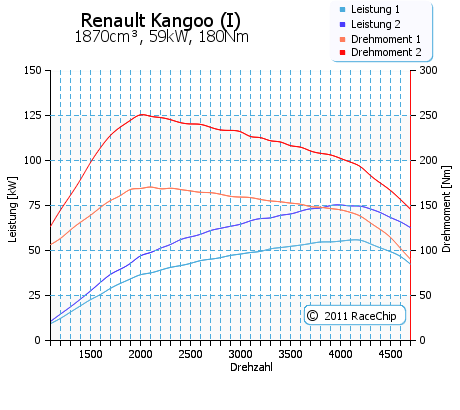 Renault Kangoo (I)
1870cm³, 59kW, 180Nm
Leistung 1
Leistung 2
Drehmoment 1
Drehmoment 2
150
125
100
75
50
25
0
Leistung [kW]
300
250
200
150
100
50
0
Drehmoment [Nm]
1500 2000 2500 3000 3500 4000 4500
Drehzahl
© 2011 RaceChip